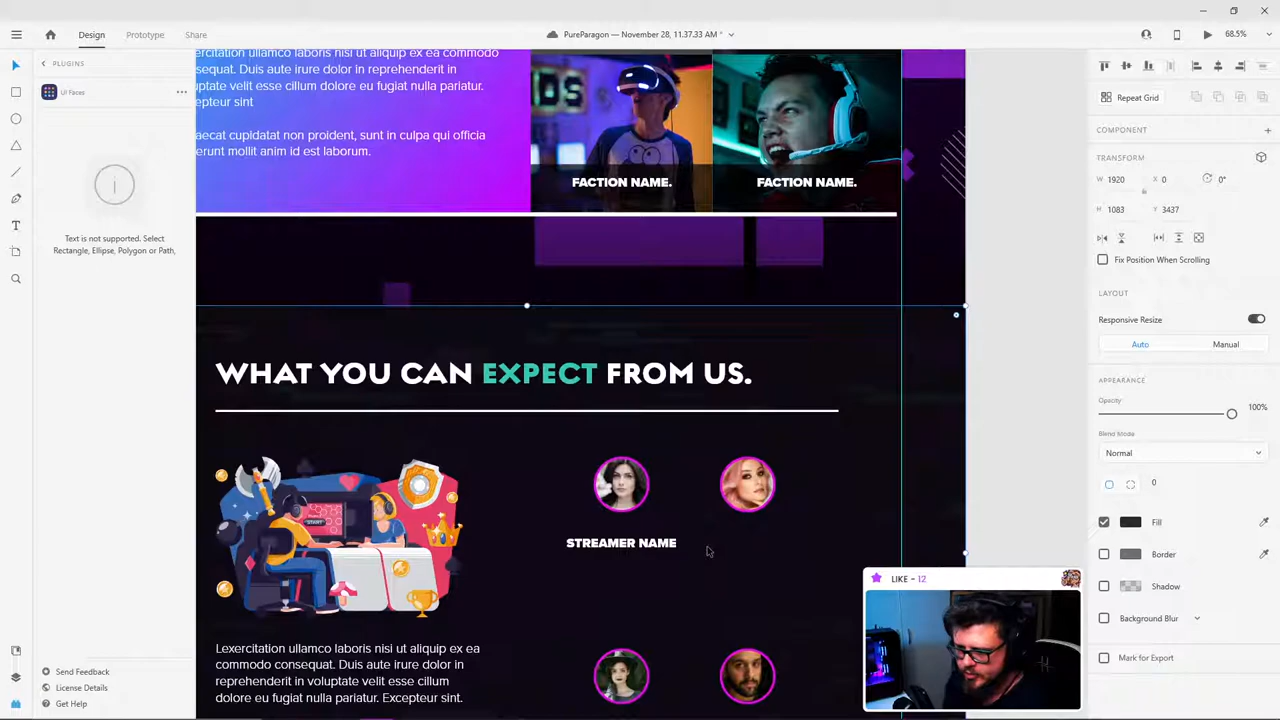 Design
Prototype
Share
PureParagon — November 28, 11.37.33 AM *
68.5%
PLUGINS
UI Faces
Text is not supported. Select
Rectangle, Ellipse, Polygon or Path,
Send Feedback
License Details
Get Help
ercitation ullamco laboris nisi ut aliquip ex ea commodo
sequat. Duis aute irure dolor in reprehenderit in
uptate velit esse cillum dolore eu fugiat nulla pariatur.
epteur sint
aecat cupidatat non proident, sunt in culpa qui officia
erunt mollit anim id est laborum.
FACTION NAME.
FACTION NAME.
WHAT YOU CAN EXPECT FROM US.
START
STREAMER NAME
Lexercitation ullamco laboris nisi ut aliquip ex ea
commodo consequat. Duis aute irure dolor in
reprehenderit in voluptate velit esse cillum
dolore eu fugiat nulla pariatur. Excepteur sint.
Repeat Grid
COMPONENT
TRANSFORM
W 1920 X 0 0°
H 1083 Y 3437
Fix Position When Scrolling
LAYOUT
Responsive Resize
Auto
Manual
APPEARANCE
Opacity
100%
Blend Mode
Normal
0
Fill
Border
Shadow
Background Blur
Mark for Export
LIKE - 12